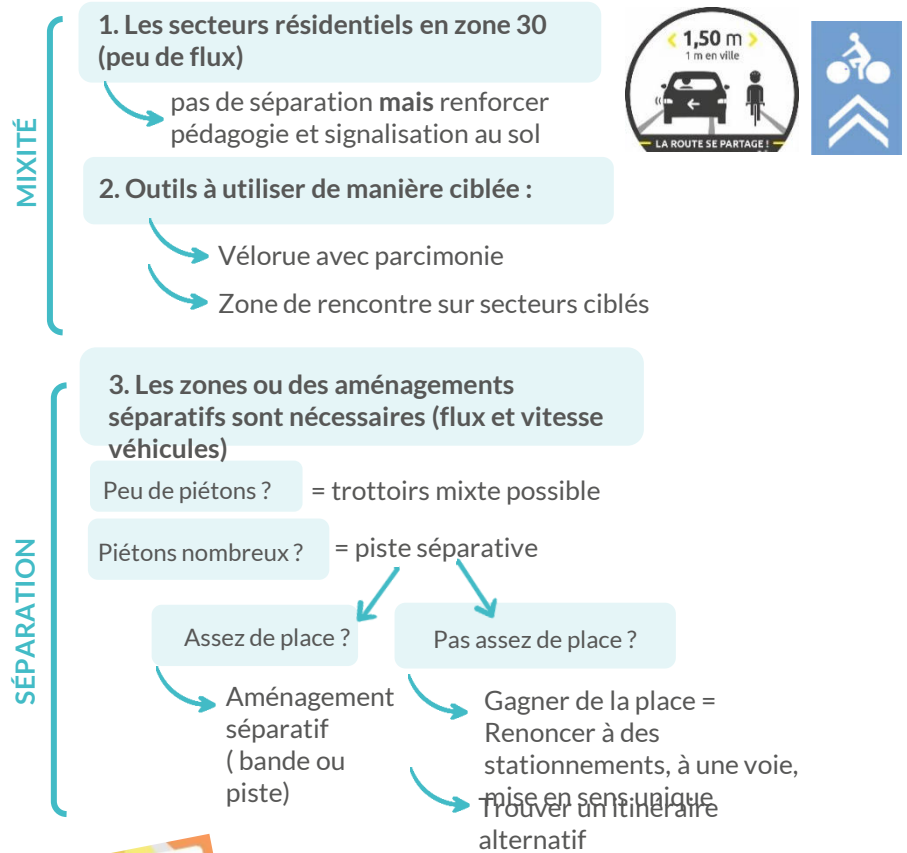 MIXITÉ
1. Les secteurs résidentiels en zone 30
(peu de flux)
pas de séparation mais renforcer
pédagogie et signalisation au sol
< 1,50 m >
1 m en ville
LA ROUTE SE PARTAGE !
2. Outils à utiliser de manière ciblée :
Vélorue avec parcimonie
Zone de rencontre sur secteurs ciblés
SÉPARATION
3. Les zones ou des aménagements
séparatifs sont nécessaires (flux et vitesse
véhicules)
Peu de piétons ? = trottoirs mixte possible
Piétons nombreux ? = piste séparative
Assez de place ?
Aménagement
séparatif
( bande ou
piste)
Pas assez de place ?
Gagner de la place =
Renoncer à des
stationnements, à une voie,
mise en sens unique
Trouver un itinéraire
alternatif